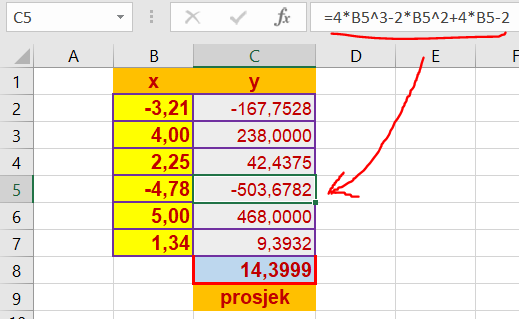 C5 fx =4*B5^3-2*B5^2+4*B5-2
A B C D E F
1 x y
2 -3,21 -167,7528
3 4,00 238,0000
4 2,25 42,4375
5 -4,78 -503,6782
6 5,00 468,0000
7 1,34 9,3932
8 14,3999
9 prosjek